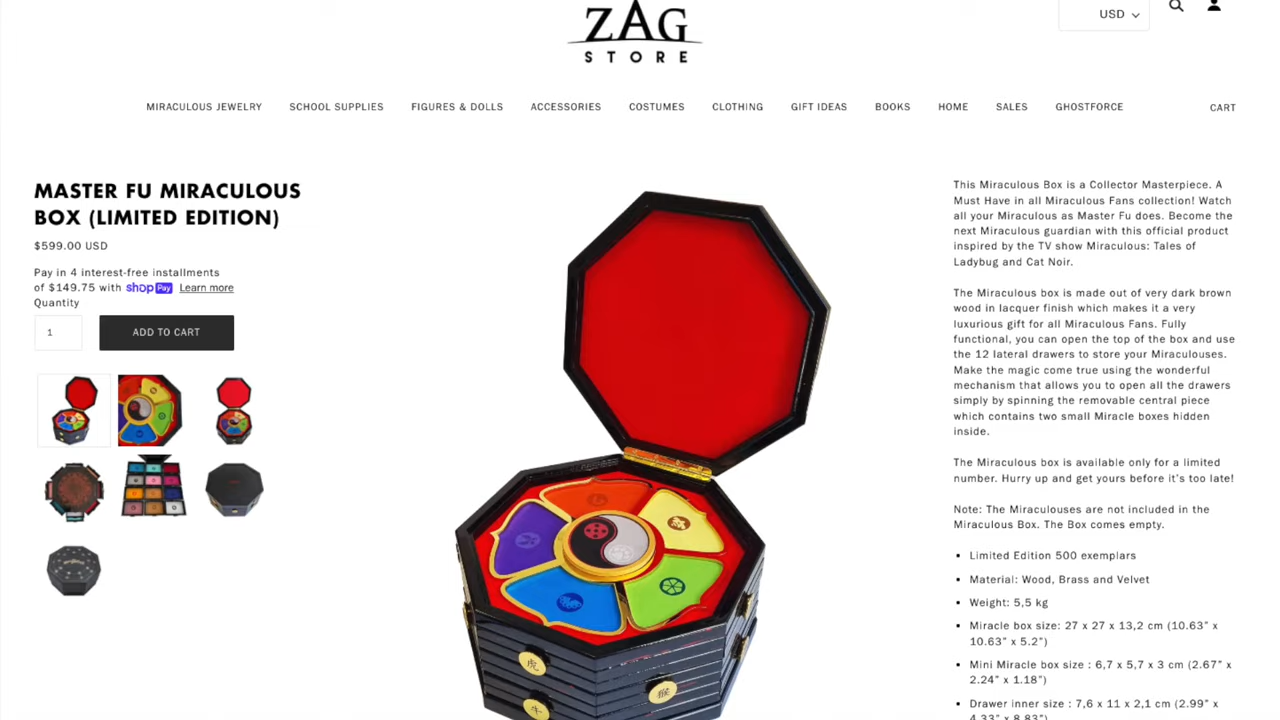 ZAG
STORE
USD
MIRACULOUS JEWELRY SCHOOL SUPPLIES FIGURES & DOLLS ACCESSORIES COSTUMES CLOTHING GIFT IDEAS BOOKS HOME SALES GHOSTFORCE CART
MASTER FU MIRACULOUS
BOX (LIMITED EDITION)
$599.00 USD
Pay in 4 interest-free installments
of $149.75 with shop Pay Learn more
Quantity
1 ADD TO CART
虎
牛
猴
This Miraculous Box is a Collector Masterpiece. A
Must Have in all Miraculous Fans collection! Watch
all your Miraculous as Master Fu does. Become the
next Miraculous guardian with this official product
inspired by the TV show Miraculous: Tales of
Ladybug and Cat Noir.
The Miraculous box is made out of very dark brown
wood in lacquer finish which makes it a very
luxurious gift for all Miraculous Fans. Fully
functional, you can open the top of the box and use
the 12 lateral drawers to store your Miraculouses.
Make the magic come true using the wonderful
mechanism that allows you to open all the drawers
simply by spinning the removable central piece
which contains two small Miracle boxes hidden
inside.
The Miraculous box is available only for a limited
number. Hurry up and get yours before it's too late!
Note: The Miraculouses are not included in the
Miraculous Box. The Box comes empty.
Limited Edition 500 exemplars
Material: Wood, Brass and Velvet
Weight: 5,5 kg
Miracle box size: 27 x 27 x 13,2 cm (10.63" x
10.63" x 5.2")
Mini Miracle box size : 6,7 x 5,7 x 3 cm (2.67" x
2.24" x 1.18")
Drawer inner size : 7,6 x 11 x 2,1 cm (2.99" x
4.33" x 8.83")